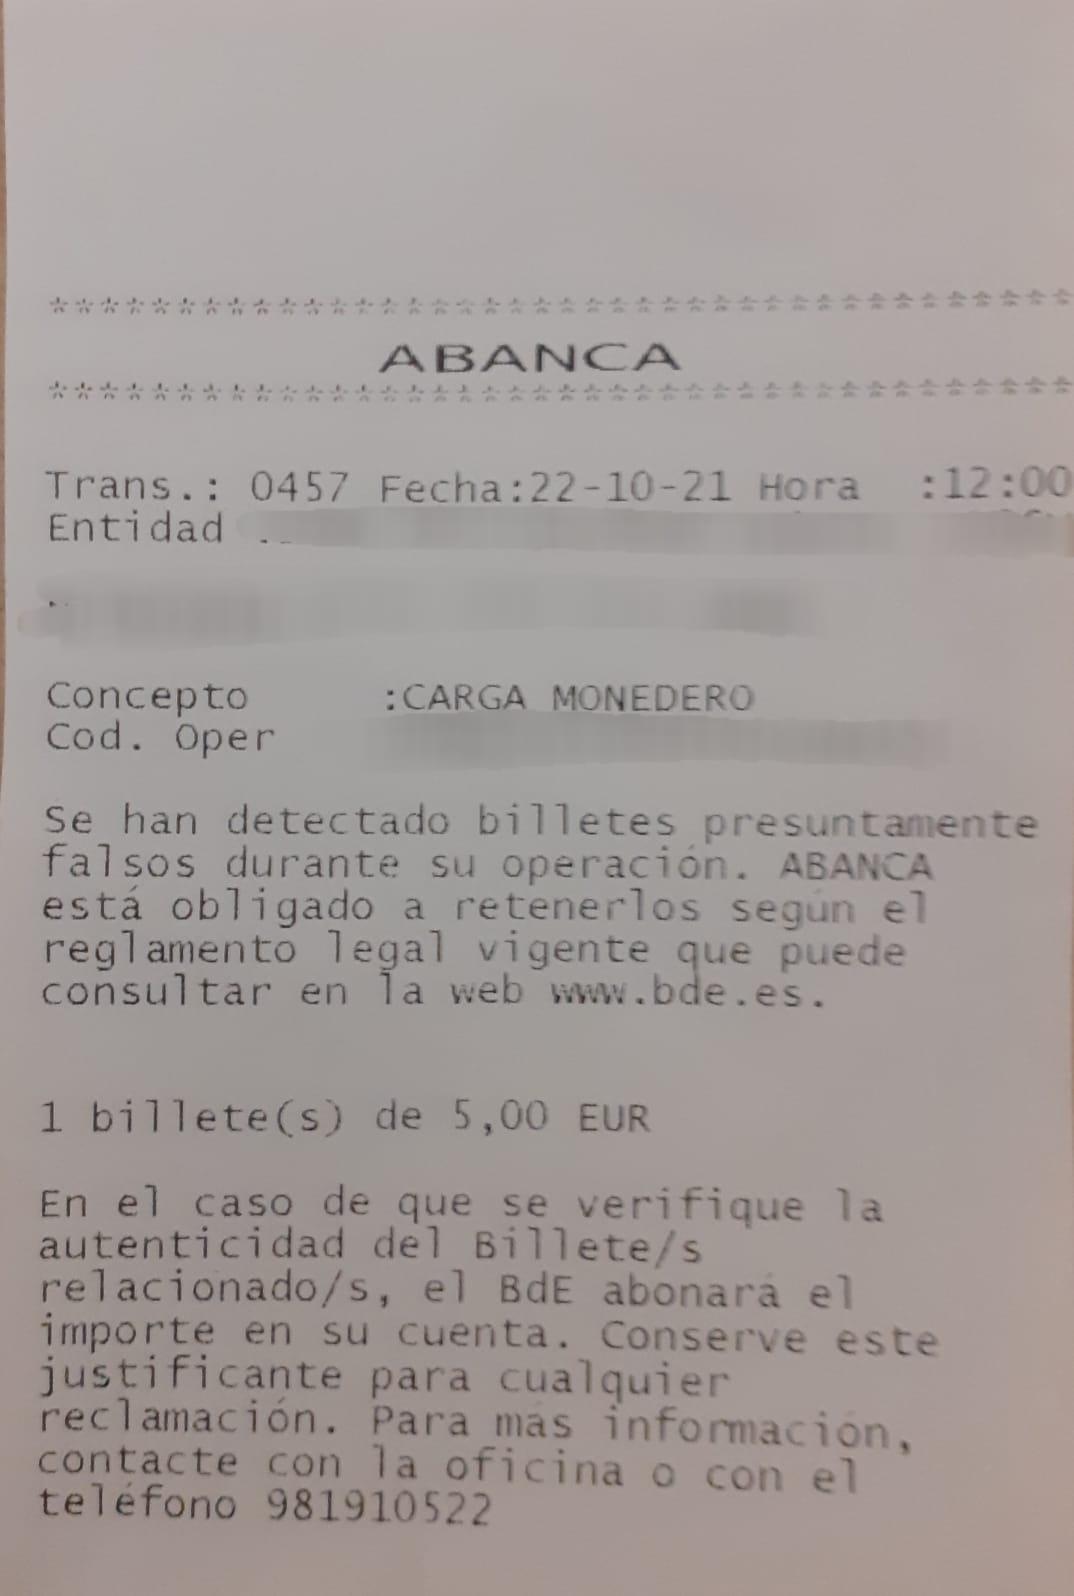 ****************************************
ABANCA
****************************************
Trans.: 0457 Fecha:22-10-21 Hora :12:00
Entidad
Concepto :CARGA MONEDERO
Cod. Oper
Se han detectado billetes presuntamente
falsos durante su operación. ABANCA
está obligado a retenerlos según el
reglamento legal vigente que puede
consultar en la web www.bde.es.
1 billete(s) de 5,00 EUR
En el caso de que se verifique la
autenticidad del Billete/s
relacionado/s, el BdE abonará el
importe en su cuenta. Conserve este
justificante para cualquier
reclamación. Para más información,
contacte con la oficina o con el
teléfono 981910522